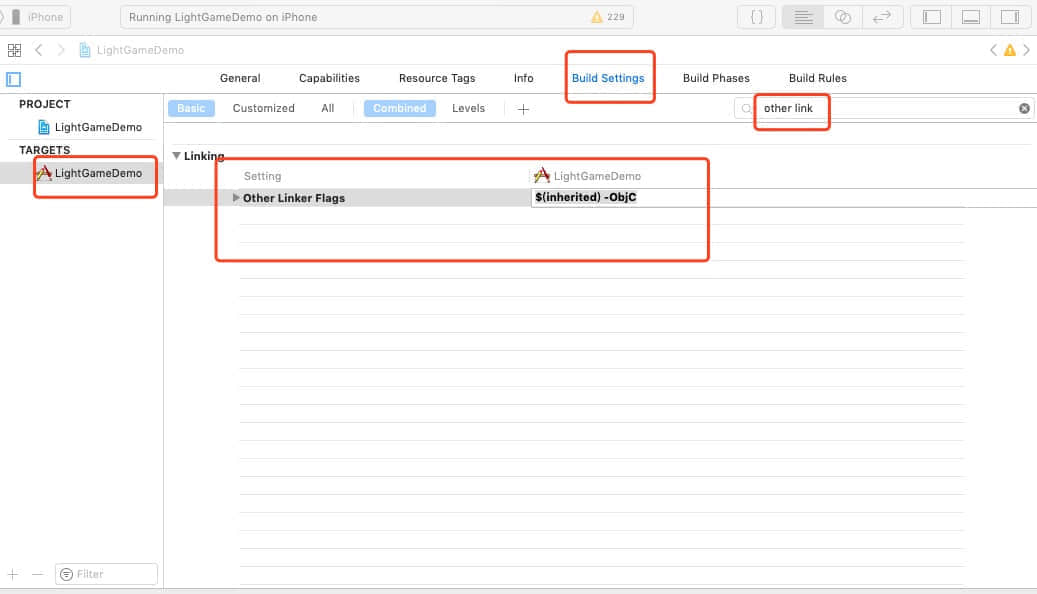 iPhone
Running LightGameDemo on iPhone
229
{ }
LightGameDemo
General Capabilities Resource Tags Info Build Settings Build Phases Build Rules
PROJECT
LightGameDemo
TARGETS
LightGameDemo
Basic Customized All Combined Levels +
other link
Linking
Setting LightGameDemo
Other Linker Flags $(inherited) -ObjC
Filter